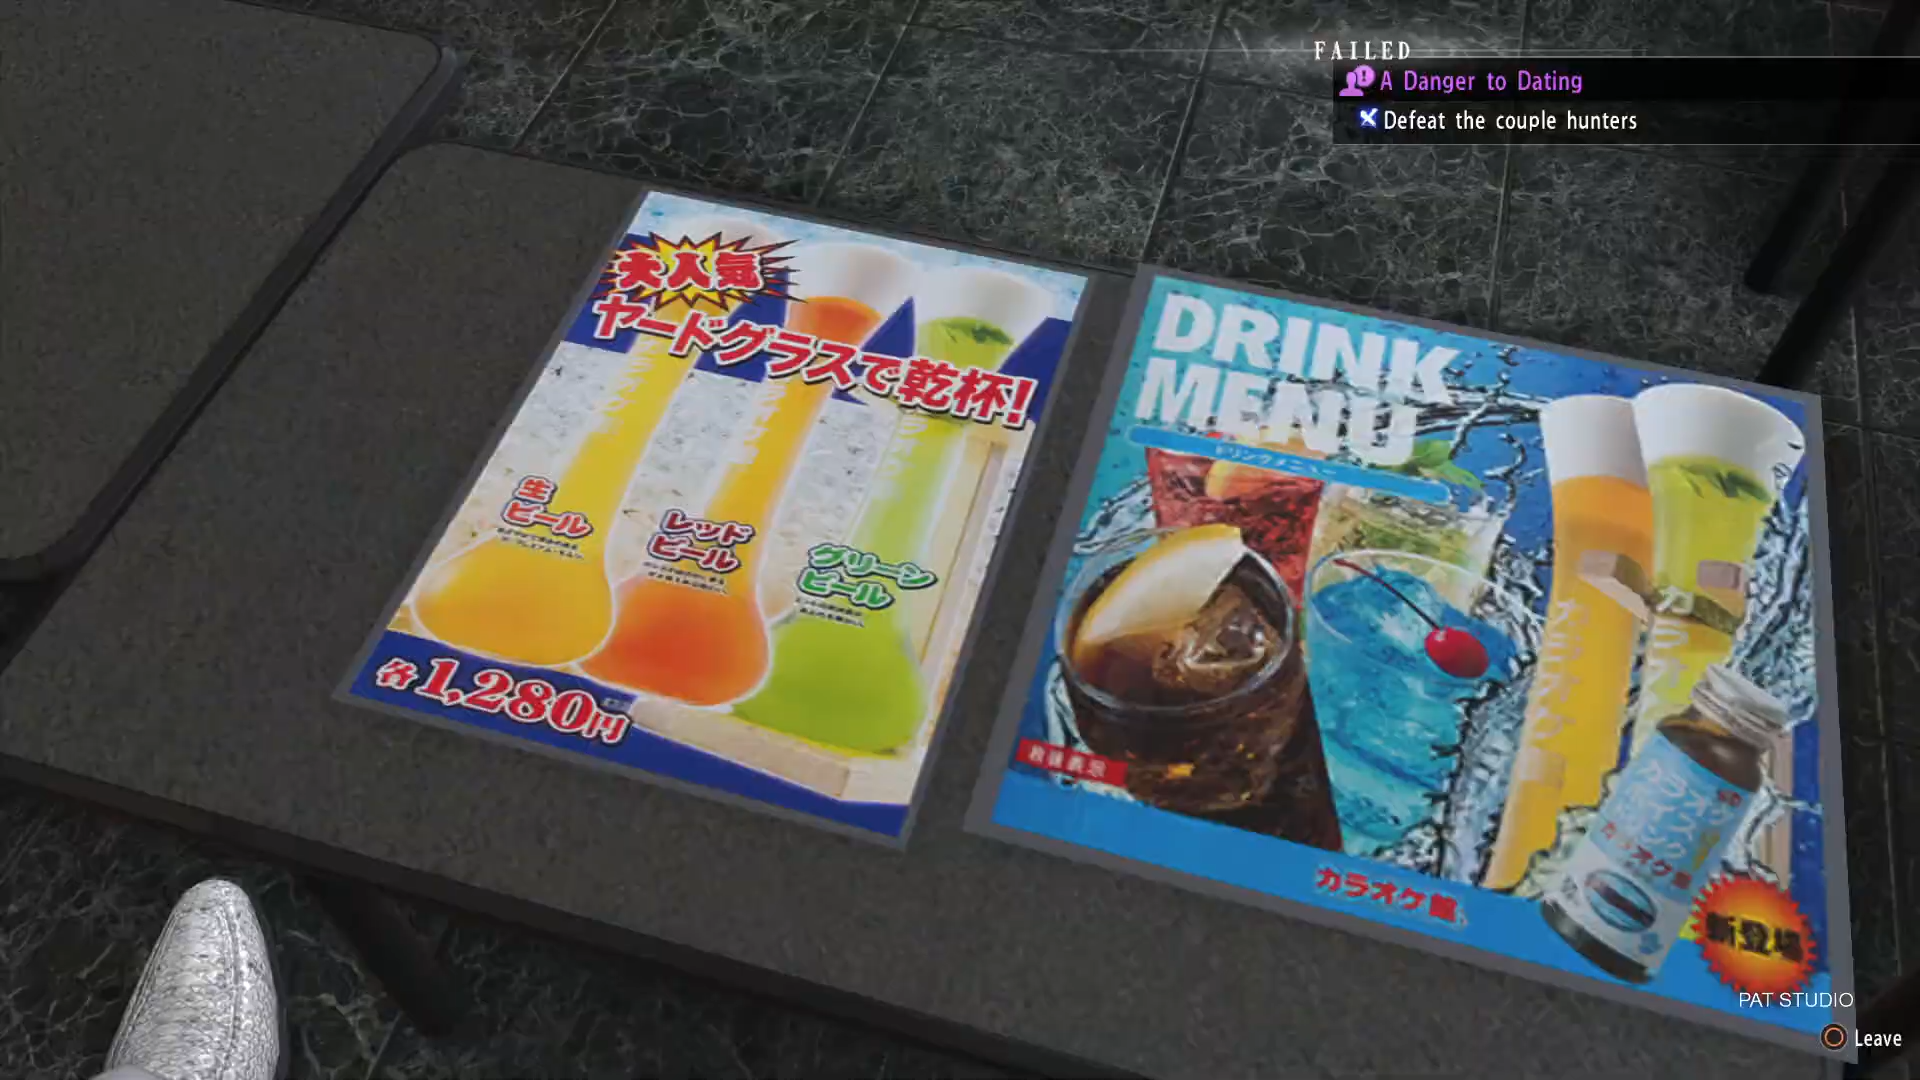 FAILED
A Danger to Dating
Defeat the couple hunters
大人気
ヤードグラスで乾杯!
生
ビール
レッド
ビール
グリーン
ビール
各1,280円
DRINK
MENU
ドリンクメニュー
カラオケ館
新登場
PAT STUDIO
Leave